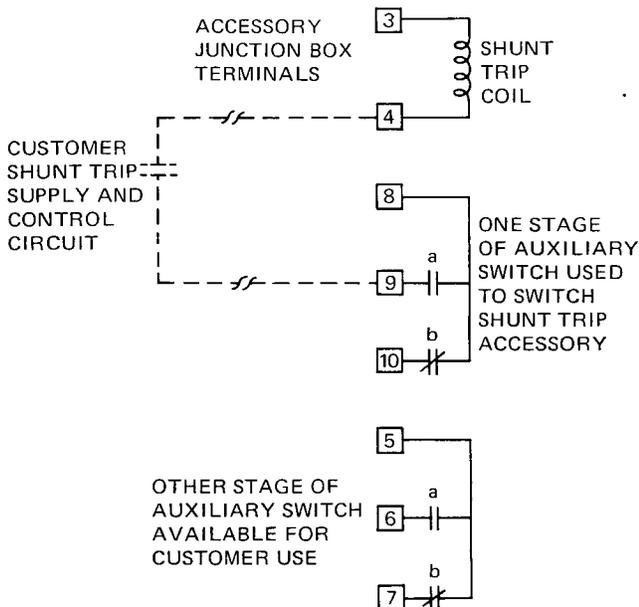 ACCESSORY
JUNCTION BOX
TERMINALS
3
SHUNT
TRIP
COIL
4
CUSTOMER
SHUNT TRIP
SUPPLY AND
CONTROL
CIRCUIT
8
ONE STAGE
OF AUXILIARY
SWITCH USED
TO SWITCH
SHUNT TRIP
ACCESSORY
a
9
b
10
5
OTHER STAGE OF
AUXILIARY SWITCH
AVAILABLE FOR
CUSTOMER USE
a
6
b
7